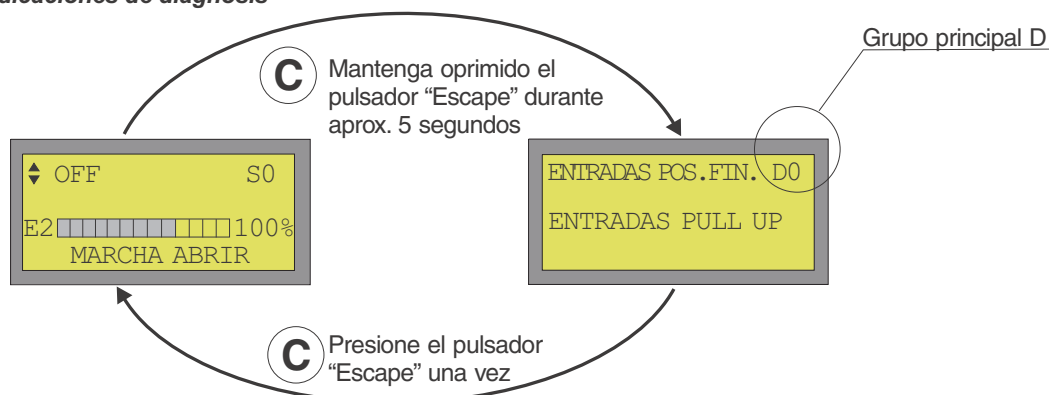 Grupo principal D
C
Mantenga oprimido el
pulsador “Escape” durante
aprox. 5 segundos
OFF S0
E2 100%
MARCHA ABRIR
ENTRADAS POS.FIN. D0
ENTRADAS PULL UP
C
Presione el pulsador
“Escape” una vez